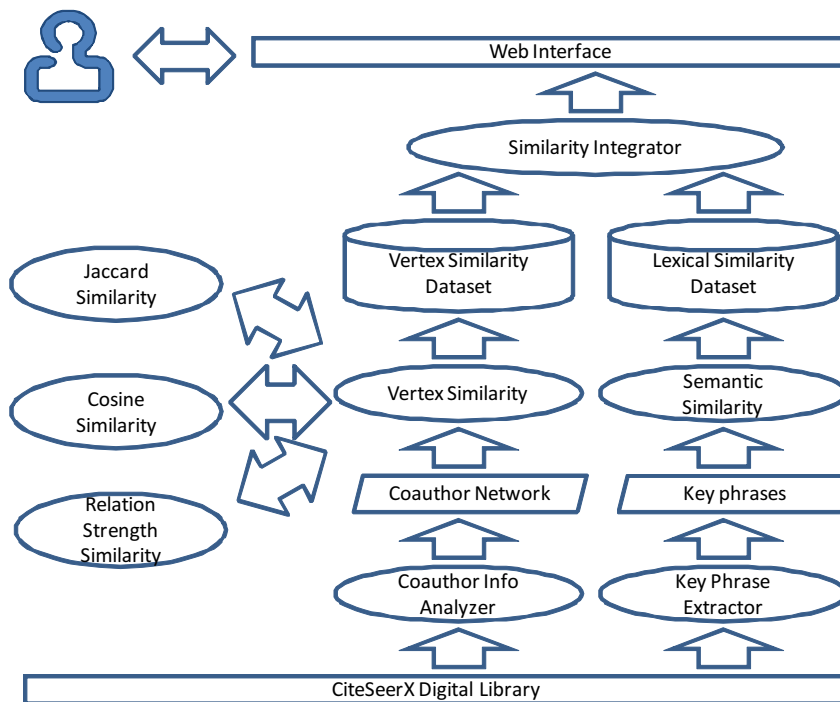 Web Interface
Similarity Integrator
Vertex Similarity
Dataset
Lexical Similarity
Dataset
Jaccard
Similarity
Cosine
Similarity
Vertex Similarity
Semantic
Similarity
Relation
Strength
Similarity
Coauthor Network
Key phrases
Coauthor Info
Analyzer
Key Phrase
Extractor
CiteSeerX Digital Library